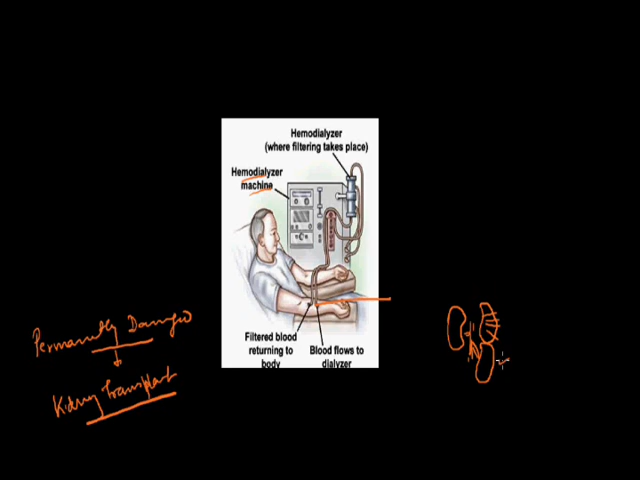 Hemodialyzer
(where filtering takes place)
Hemodialyzer
machine
Filtered blood
returning to
body
Blood flows to
dialyzer
Permanently Damaged
Kidney Transplant